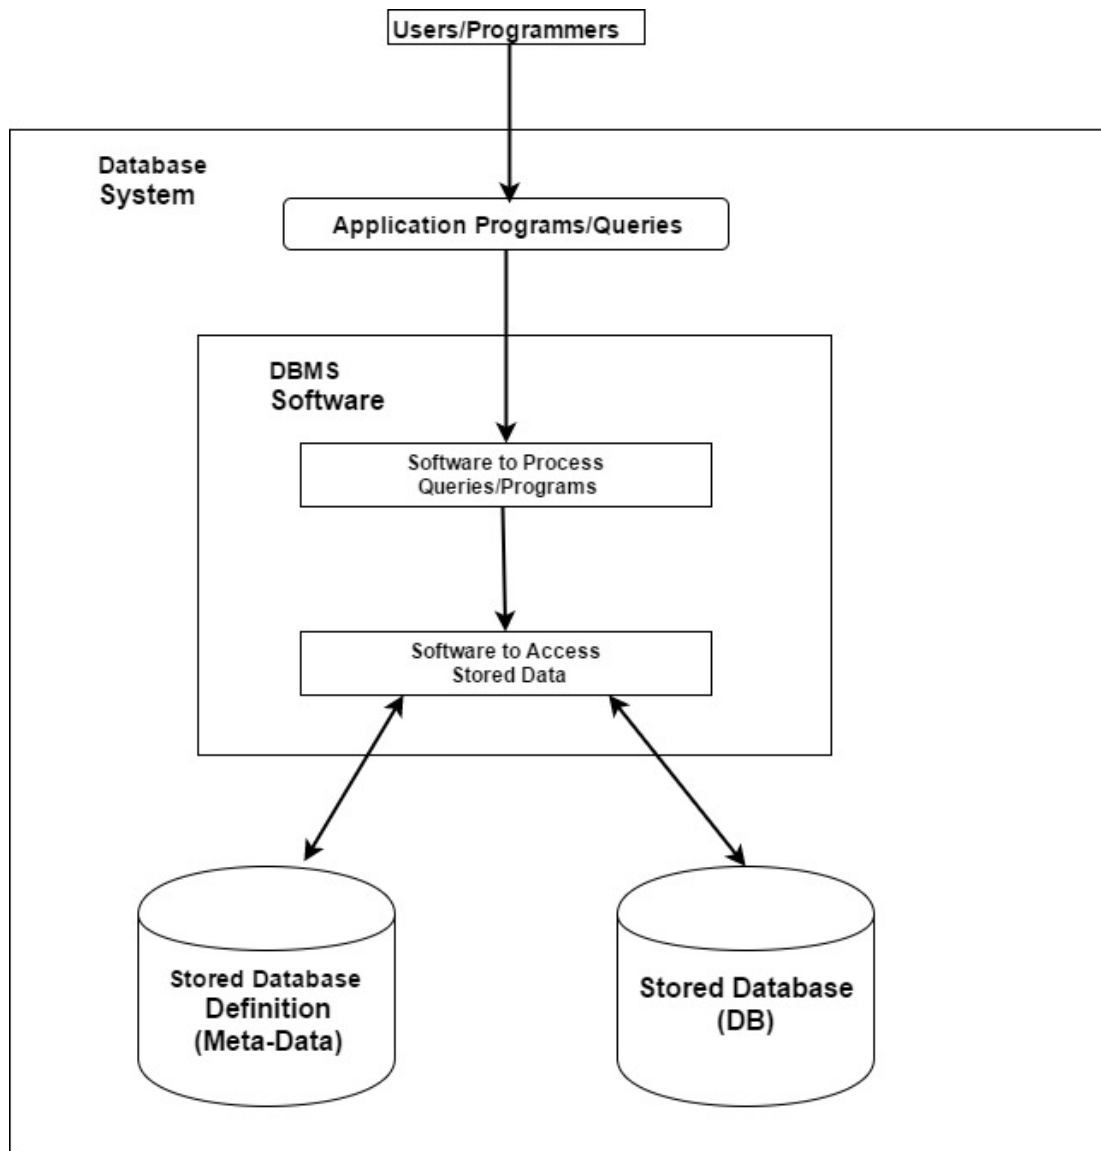 Users/Programmers
Database
System
Application Programs/Queries
DBMS
Software
Software to Process
Queries/Programs
Software to Access
Stored Data
Stored Database
Definition
(Meta-Data)
Stored Database
(DB)